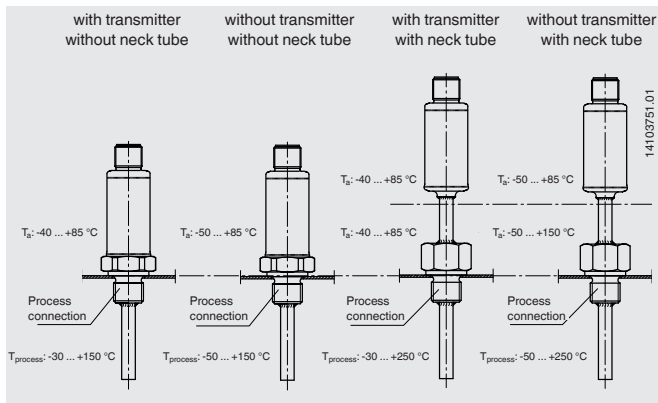 with transmitter
without neck tube
without transmitter
without neck tube
with transmitter
with neck tube
without transmitter
with neck tube
14103751.01
Ta: -40 ... +85 °C
Ta: -50 ... +85 °C
Ta: -40 ... +85 °C
Ta: -50 ... +85 °C
Ta: -40 ... +85 °C
Ta: -50 ... +150 °C
Process
connection
Process
connection
Process
connection
Process
connection
Tprocess: -30 ... +150 °C
Tprocess: -50 ... +150 °C
Tprocess: -30 ... +250 °C
Tprocess: -50 ... +250 °C